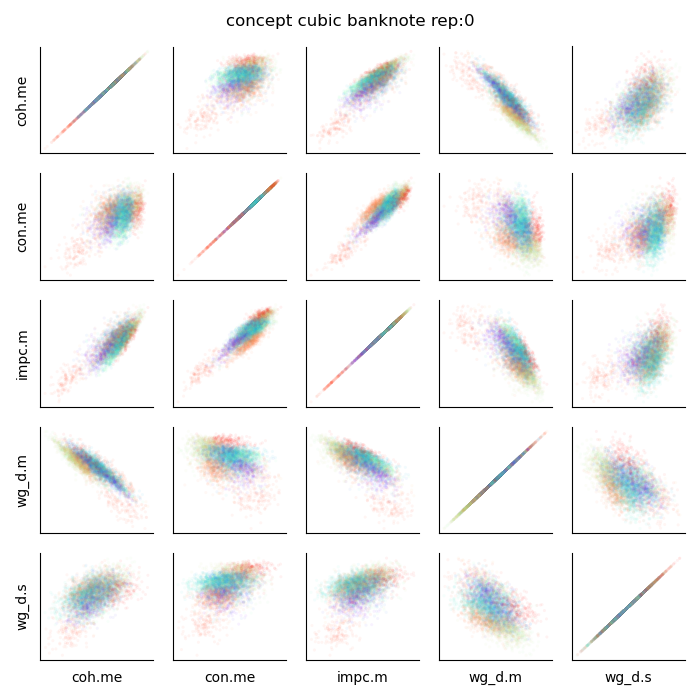 concept cubic banknote rep:0
coh.me
con.me
impc.m
wg_d.m
wg_d.s
coh.me
con.me
impc.m
wg_d.m
wg_d.s